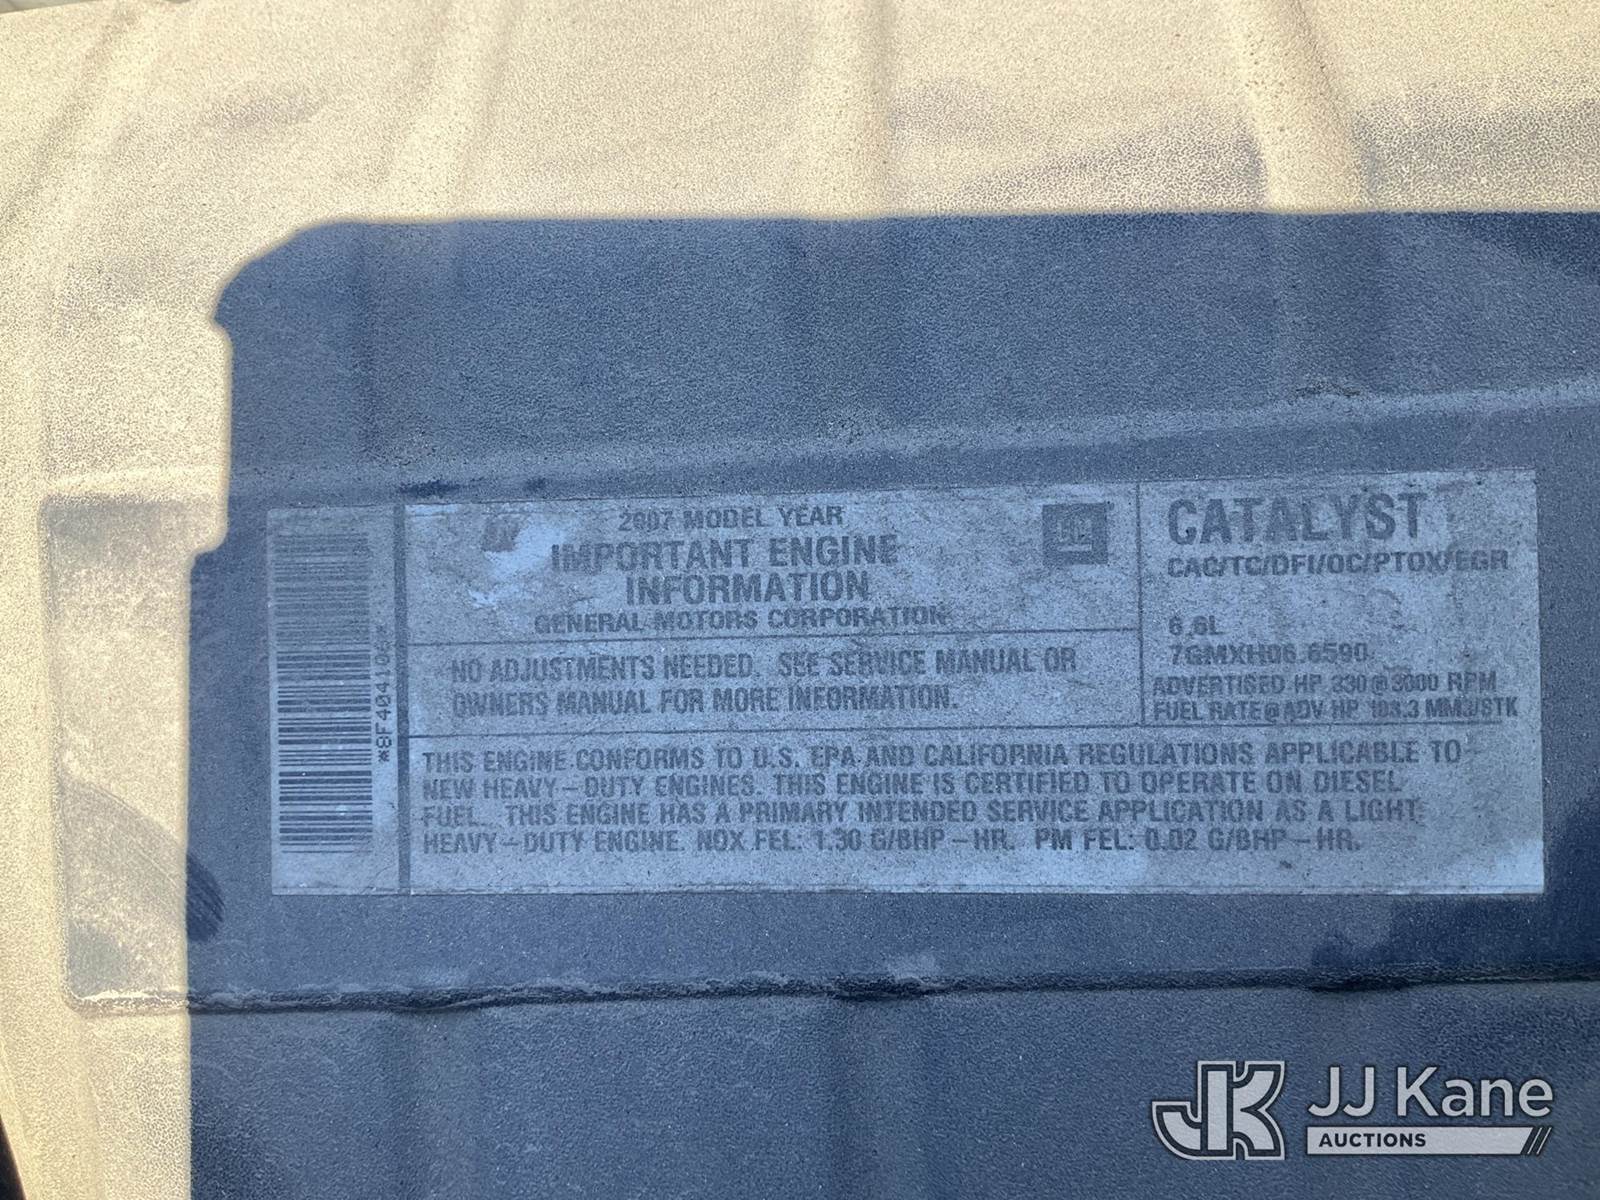 2007 MODEL YEAR
IMPORTANT ENGINE
INFORMATION
GENERAL MOTORS CORPORATION
GM
NO ADJUSTMENTS NEEDED. SEE SERVICE MANUAL OR
OWNERS MANUAL FOR MORE INFORMATION.
CATALYST
CAC/TC/DFI/OC/PTOX/EGR
6.6L
7GMXH06.6590
ADVERTISED HP 330@3000 RPM
FUEL RATE@ADV HP MM3/STK
THIS ENGINE CONFORMS TO U.S. EPA AND CALIFORNIA REGULATIONS APPLICABLE TO
NEW HEAVY-DUTY ENGINES. THIS ENGINE IS CERTIFIED TO OPERATE ON DIESEL
FUEL. THIS ENGINE HAS A PRIMARY INTENDED SERVICE APPLICATION AS A LIGHT
HEAVY-DUTY ENGINE. NOX FEL: 1.30 G/BHP-HR. PM FEL: 0.02 G/BHP-HR.
JK JJ Kane
AUCTIONS